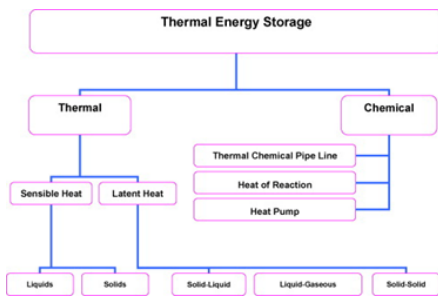 Thermal Energy Storage
Thermal
Chemical
Thermal Chemical Pipe Line
Heat of Reaction
Heat Pump
Sensible Heat
Latent Heat
Liquids
Solids
Solid-Liquid
Liquid-Gaseous
Solid-Solid